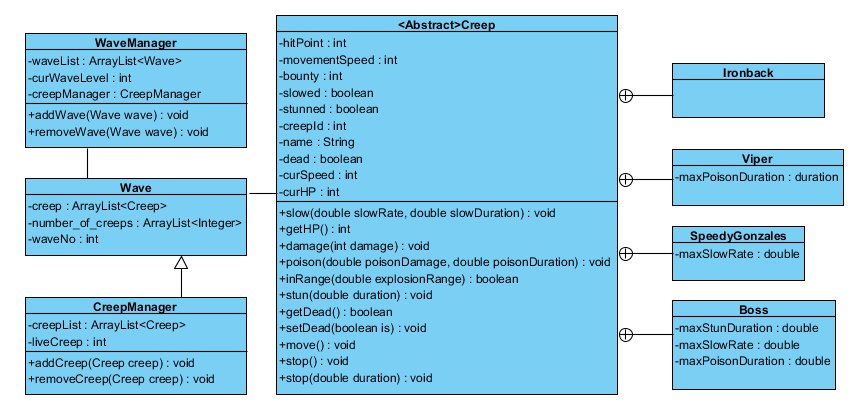 WaveManager
-waveList : ArrayList<Wave>
-curWaveLevel : int
-creepManager : CreepManager
+addWave(Wave wave) : void
+removeWave(Wave wave) : void
Wave
-creep : ArrayList<Creep>
-number_of_creeps : ArrayList<Integer>
-waveNo : int
CreepManager
-creepList : ArrayList<Creep>
-liveCreep : int
+addCreep(Creep creep) : void
+removeCreep(Creep creep) : void
<Abstract>Creep
-hitPoint : int
-movementSpeed : int
-bounty : int
-slowed : boolean
-stunned : boolean
-creepId : int
-name : String
-dead : boolean
-curSpeed : int
-curHP : int
+slow(double slowRate, double slowDuration) : void
+getHP() : int
+damage(int damage) : void
+poison(double poisonDamage, double poisonDuration) : void
+inRange(double explosionRange) : boolean
+stun(double duration) : void
+getDead() : boolean
+setDead(boolean is) : void
+move() : void
+stop() : void
+stop(double duration) : void
Ironback
Viper
-maxPoisonDuration : duration
SpeedyGonzales
-maxSlowRate : double
Boss
-maxStunDuration : double
-maxSlowRate : double
-maxPoisonDuration : double